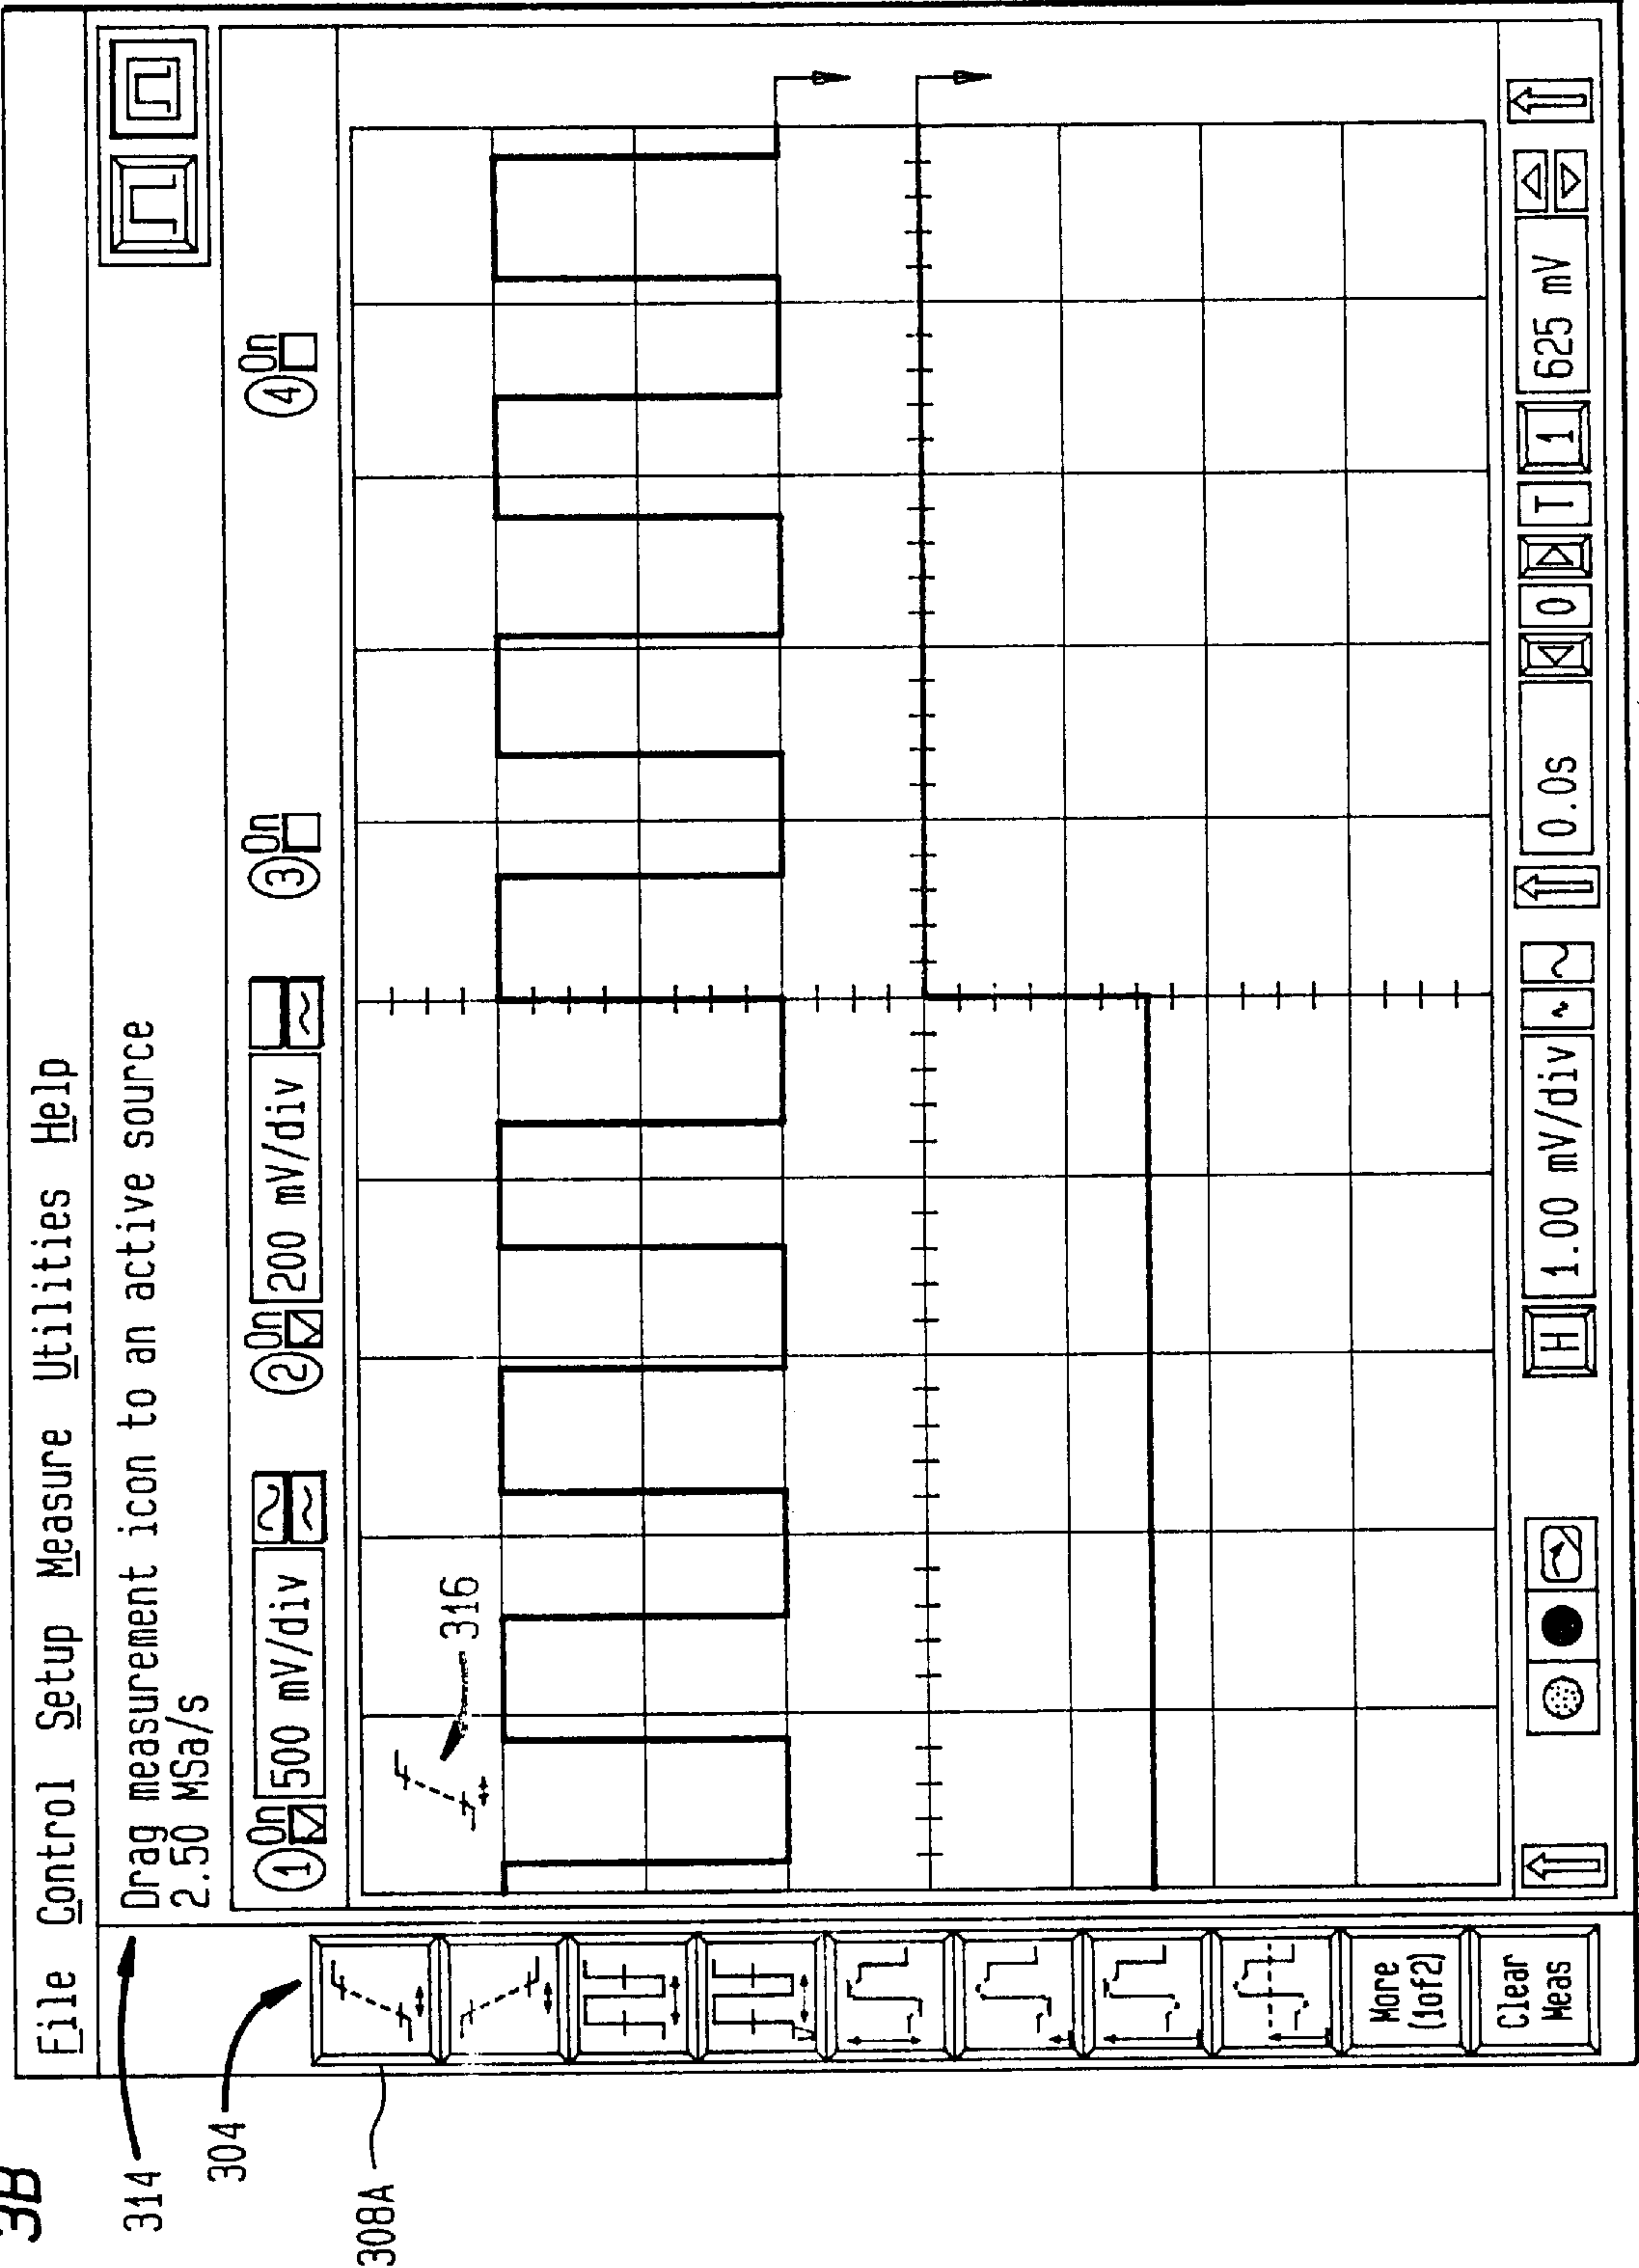 3B
314
304
308A
File Control Setup Measure Utilities Help
Drag measurement icon to an active source
2.50 MSa/s
1 On 500 mV/div 2 On 200 mV/div 3 On 4 On
316
More
(1of2)
Clear
Meas
H 1.00 mV/div 0.0s 0 T 1 625 mV